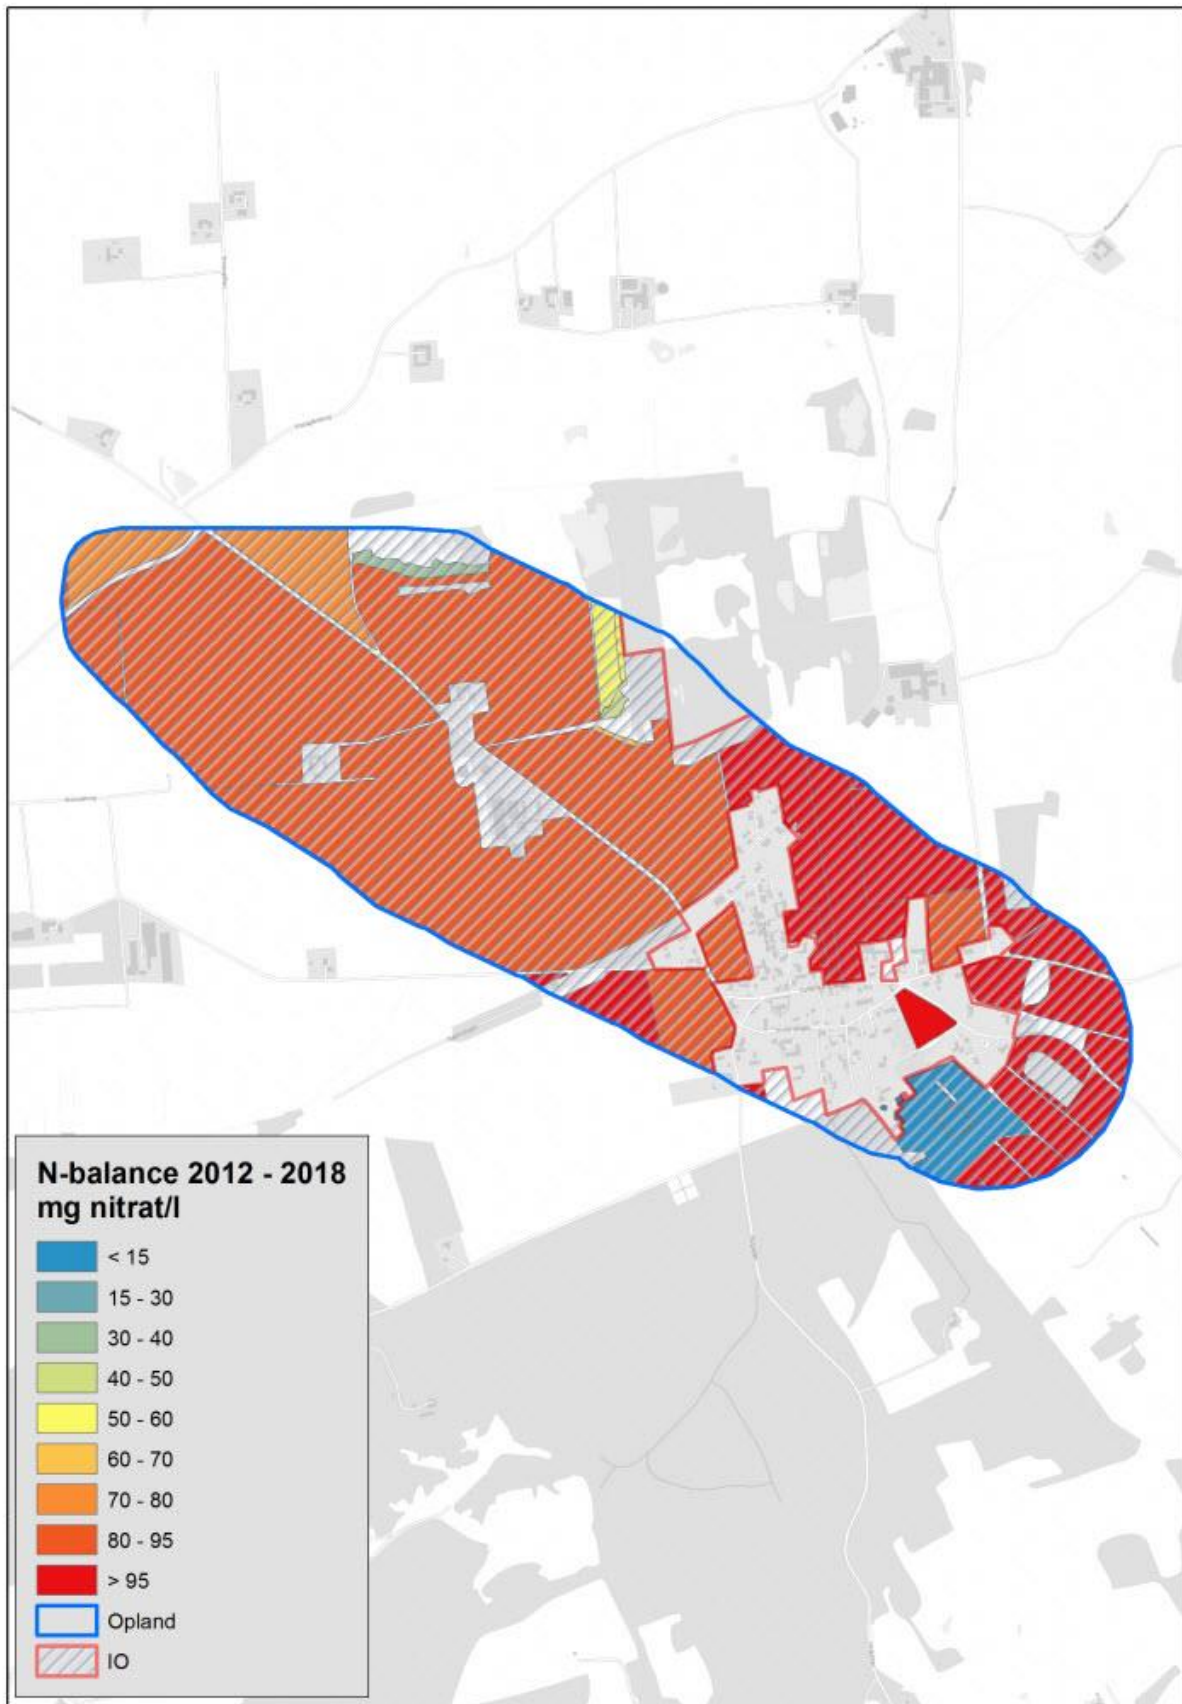 N-balance 2012 - 2018
mg nitrat/l
< 15
15 - 30
30 - 40
40 - 50
50 - 60
60 - 70
70 - 80
80 - 95
> 95
Opland
IO